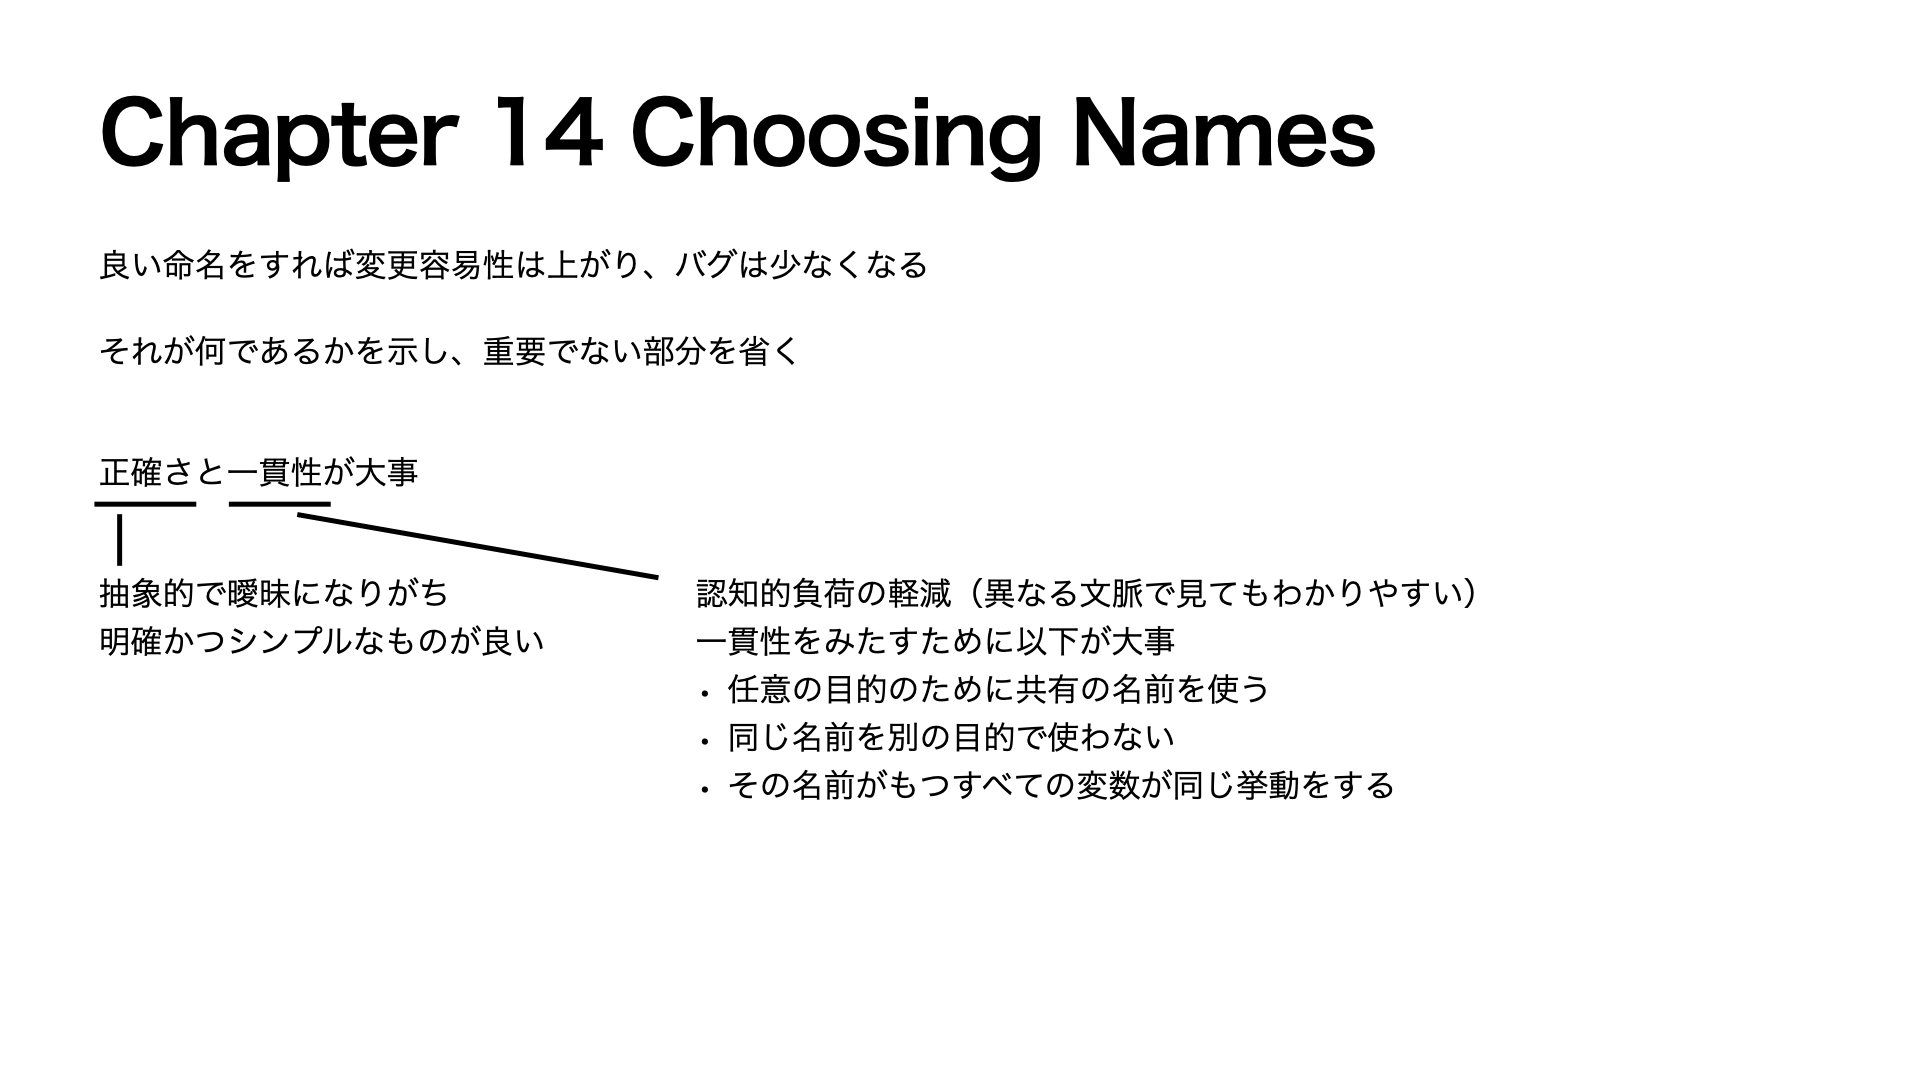 Chapter 14 Choosing Names
良い命名をすれば変更容易性は上がり、バグは少なくなる
それが何であるかを示し、重要でない部分を省く
正確さと一貫性が大事
抽象的で曖昧になりがち
明確かつシンプルなものが良い
認知的負荷の軽減（異なる文脈で見てもわかりやすい）
一貫性をみたすために以下が大事
・任意の目的のために共有の名前を使う
・同じ名前を別の目的で使わない
・その名前がもつすべての変数が同じ挙動をする